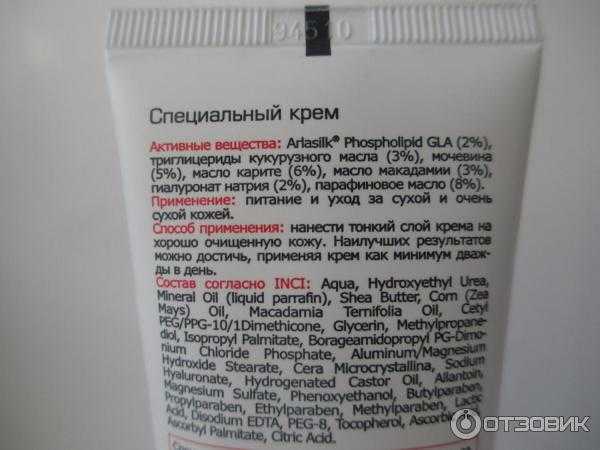 94510
Специальный крем
Активные вещества: Arlasilk® Phospholipid GLA (2%),
триглицериды кукурузного масла (3%), мочевина
(5%), масло карите (6%), масло макадамии (3%),
гиалуронат натрия (2%), парафиновое масло (8%).
Применение: питание и уход за сухой и очень
сухой кожей.
Способ применения: нанести тонкий слой крема на
хорошо очищенную кожу. Наилучших результатов
можно достичь, применяя крем как минимум дваж-
ды в день.
Состав согласно INCI: Aqua, Hydroxyethyl Urea,
Mineral Oil (liquid parrafin), Shea Butter, Corn (Zea
Mays) Oil, Macadamia Ternifolia Oil, Cetyl
PEG/PPG-10/1Dimethicone, Glycerin, Methylpropane-
diol, Isopropyl Palmitate, Borageamidopropyl PG-Dimo-
nium Chloride Phosphate, Aluminum/Magnesium
Hydroxide Stearate, Cera Microcrystallina, Sodium
Hyaluronate, Hydrogenated Castor Oil, Allantoin,
Magnesium Sulfate, Phenoxyethanol, Butylparaben,
Propylparaben, Ethylparaben, Methylparaben, Lactic
Acid, Disodium EDTA, PEG-8, Tocopherol, Ascorbic
Ascorbyl Palmitate, Citric Acid.
ОТЗОВИК